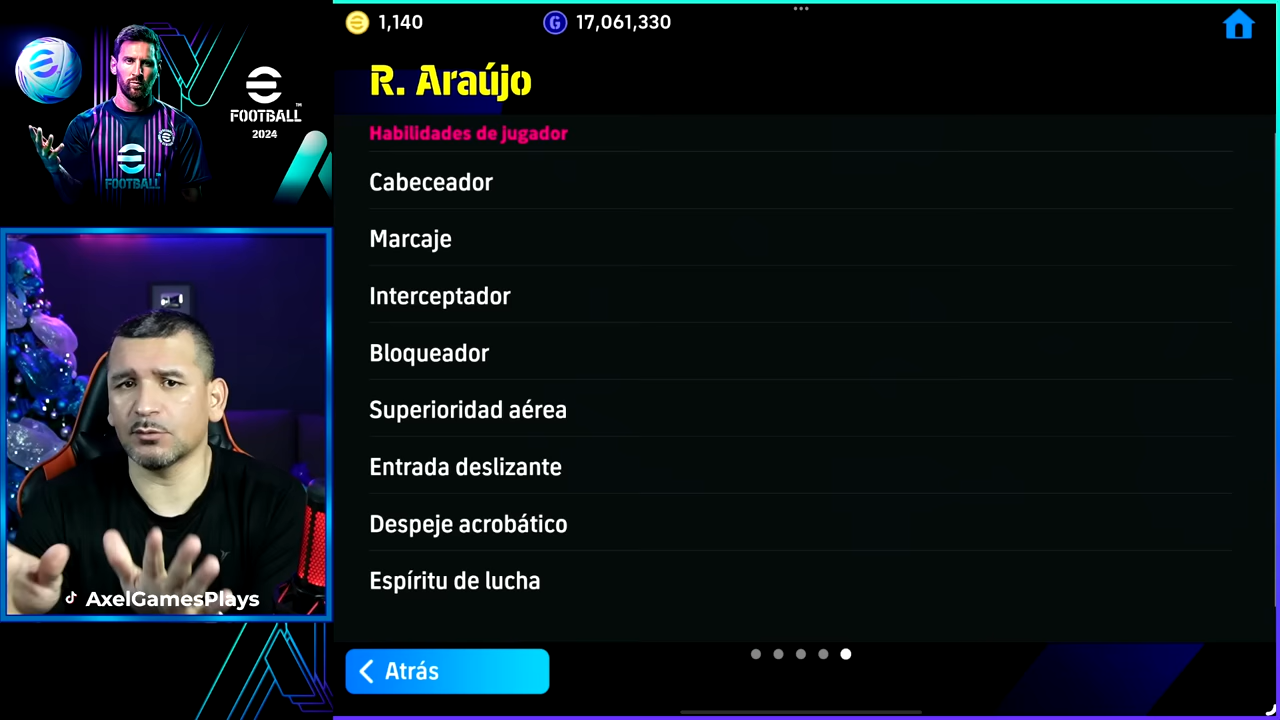 FOOTBALL™
2024
FOOTBALL
AxelGamesPlays
1,140
G 17,061,330
R. Araújo
Habilidades de jugador
Cabeceador
Marcaje
Interceptador
Bloqueador
Superioridad aérea
Entrada deslizante
Despeje acrobático
Espíritu de lucha
Atrás